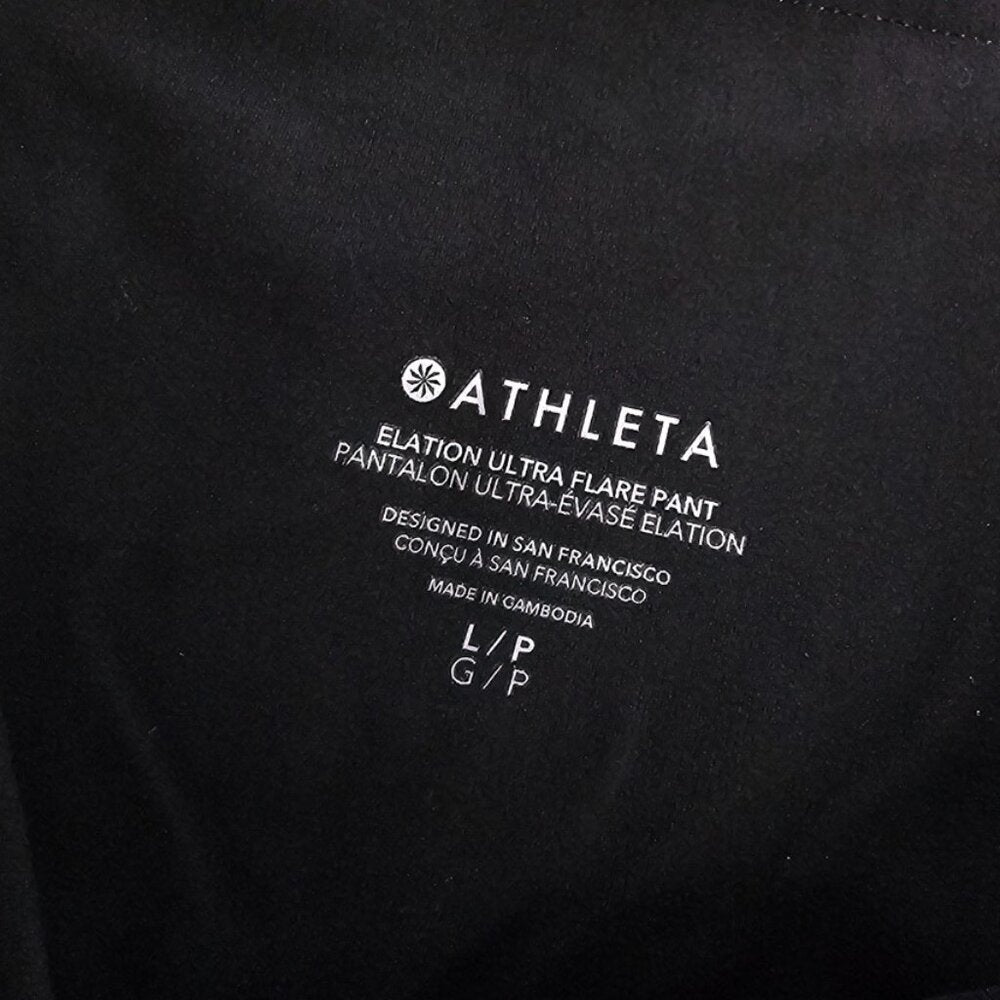 ATHLETA
ELATION ULTRA FLARE PANT
PANTALON ULTRA-ÉVASÉ ELATION
DESIGNED IN SAN FRANCISCO
CONÇU À SAN FRANCISCO
MADE IN CAMBODIA
L/P
G/P